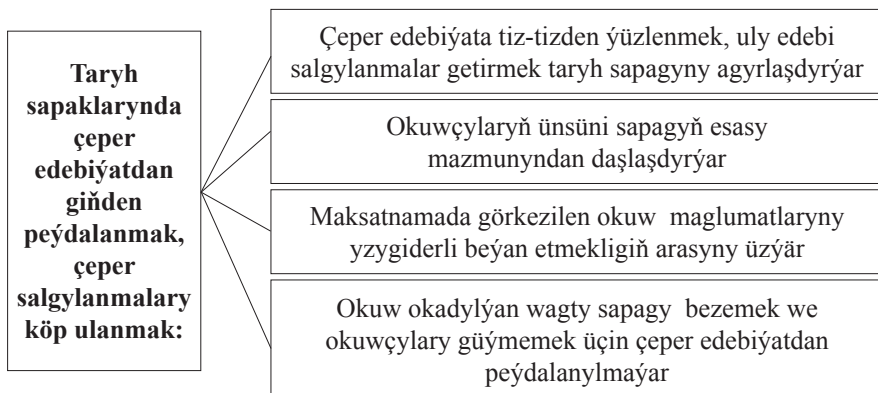 Taryh
sapaklarynda
çeper
edebiýatdan
giňden
peýdalanmak,
çeper
salgylanmalary
köp ulanmak:
Çeper edebiýata tiz-tizden ýüzlenmek, uly edebi
salgylanmalar getirmek taryh sapagyny agyrlaşdyrýar
Okuwçylaryň ünsüni sapagyň esasy
mazmunyndan daşlaşdyrýar
Maksatnamada görkezilen okuw maglumatlaryny
yzygiderli beýan etmekligiň arasyny üzýär
Okuw okadylýan wagty sapagy bezemek we
okuwçylary güýmemek üçin çeper edebiýatdan
peýdalanylmaýar